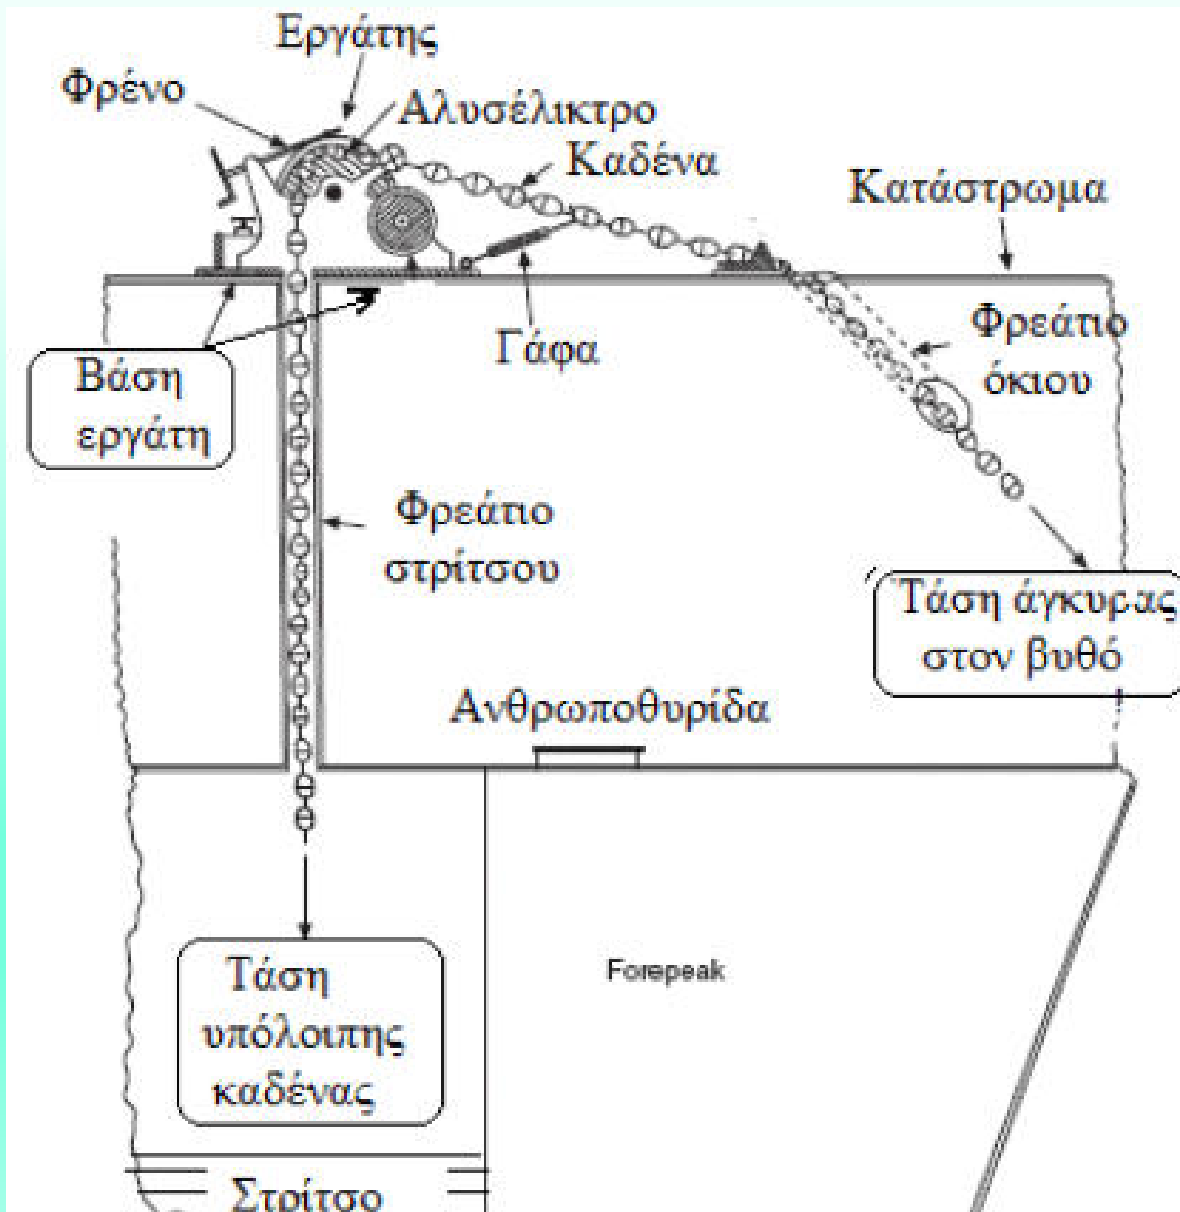 Εργάτης
Φρένο
Αλυσέλικτρο
Καδένα
Κατάστρωμα
Φρεάτιο
όκιου
Γάφα
Βάση
εργάτη
Φρεάτιο
στρίτσου
Τάση άγκυρας
στον βυθό
Ανθρωποθυρίδα
Τάση
υπόλοιπης
καδένας
Forepeak
Στρίτσο